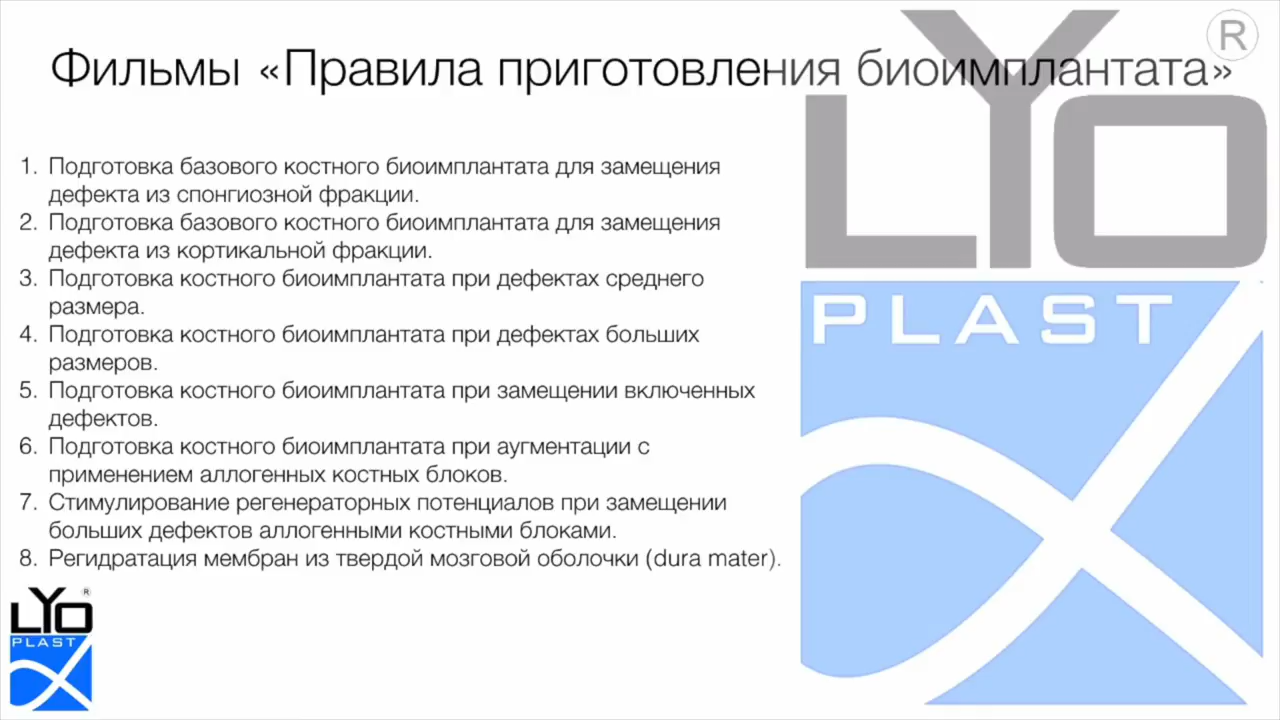 Фильмы «Правила приготовления биоимплантата»
1. Подготовка базового костного биоимплантата для замещения
дефекта из спонгиозной фракции.
2. Подготовка базового костного биоимплантата для замещения
дефекта из кортикальной фракции.
3. Подготовка костного биоимплантата при дефектах среднего
размера.
4. Подготовка костного биоимплантата при дефектах больших
размеров.
5. Подготовка костного биоимплантата при замещении включенных
дефектов.
6. Подготовка костного биоимплантата при аугментации с
применением аллогенных костных блоков.
7. Стимулирование регенераторных потенциалов при замещении
больших дефектов аллогенными костными блоками.
8. Регидратация мембран из твердой мозговой оболочки (dura mater).
LYO ®
PLAST
LYO ®
PLAST